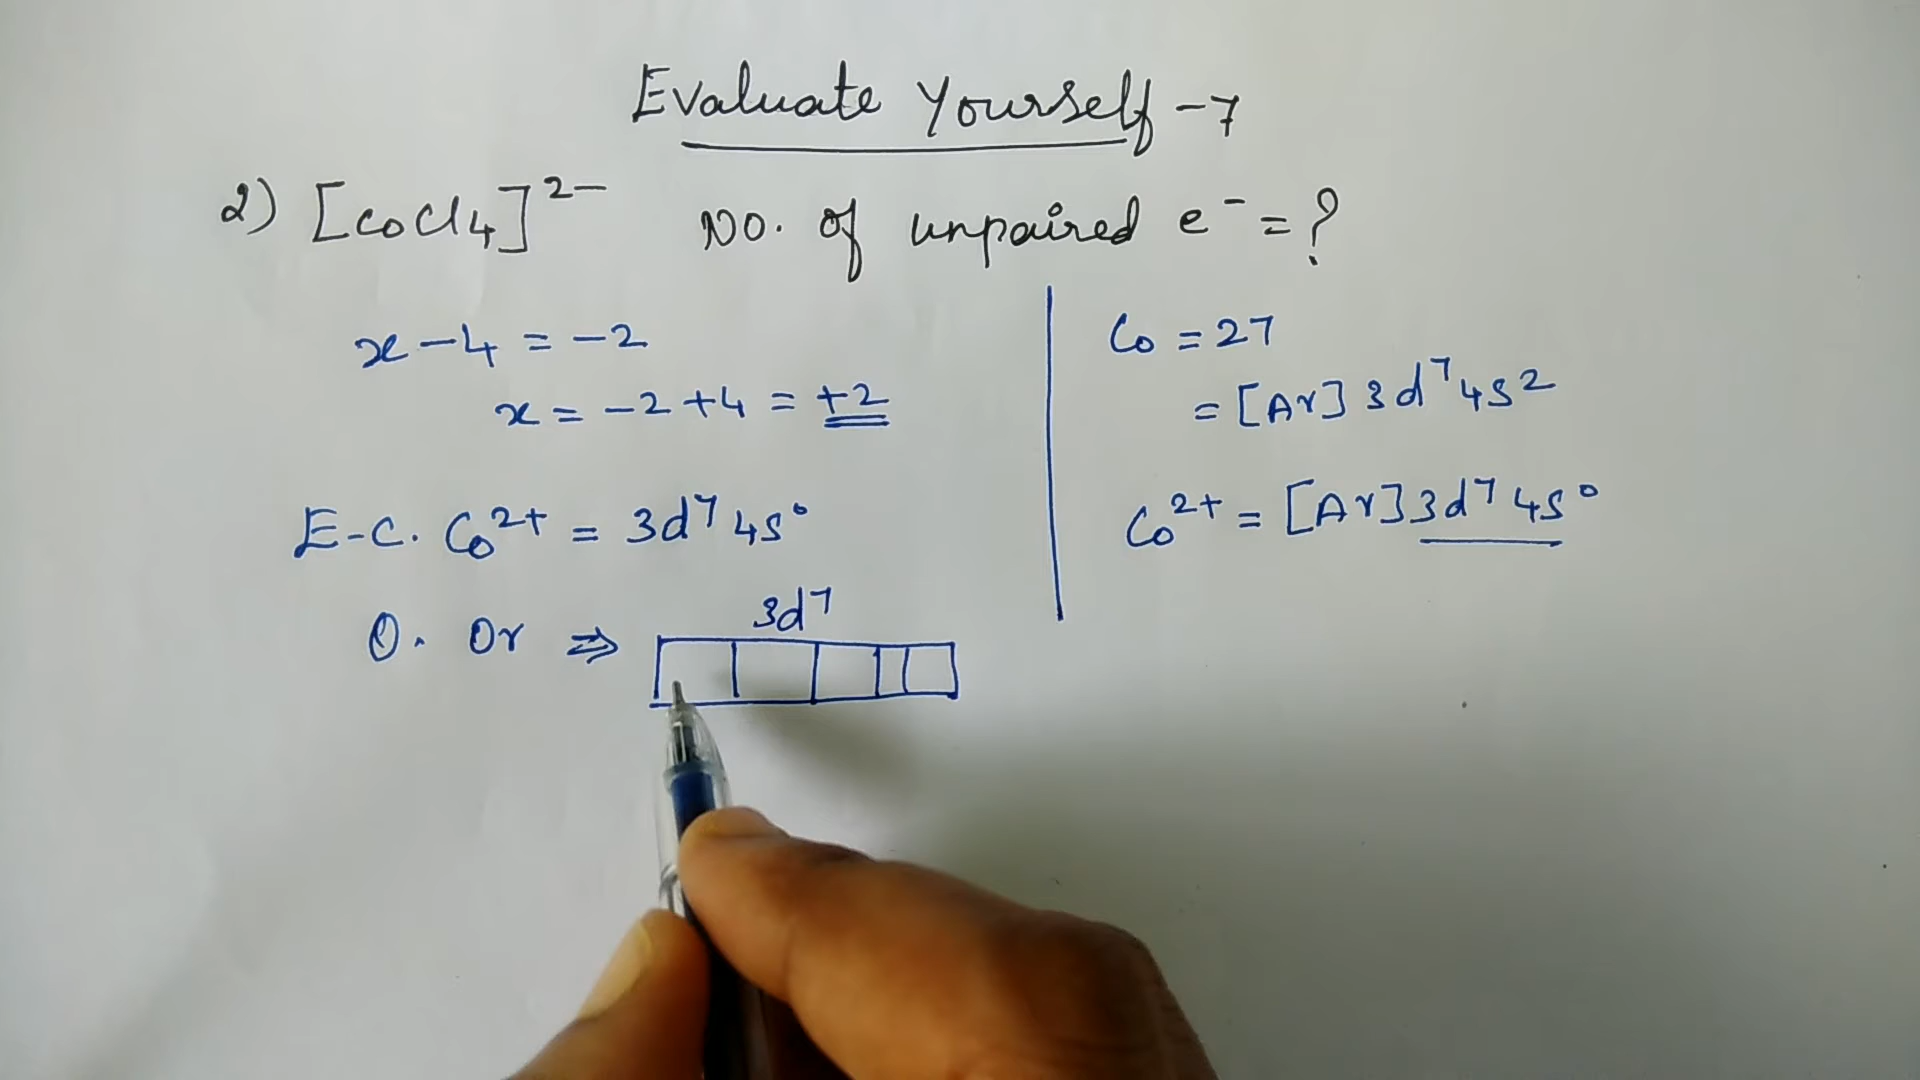 Evaluate Yourself -7
2) [CoCl4]²⁻ No. of unpaired e⁻ = ?
x - 4 = -2
x = -2 + 4 = +2
E.C. Co²⁺ = 3d⁷ 4s⁰
O. Or ⇒ 3d⁷
Co = 27
= [Ar] 3d⁷ 4s2
Co²⁺ = [Ar] 3d⁷ 4s⁰